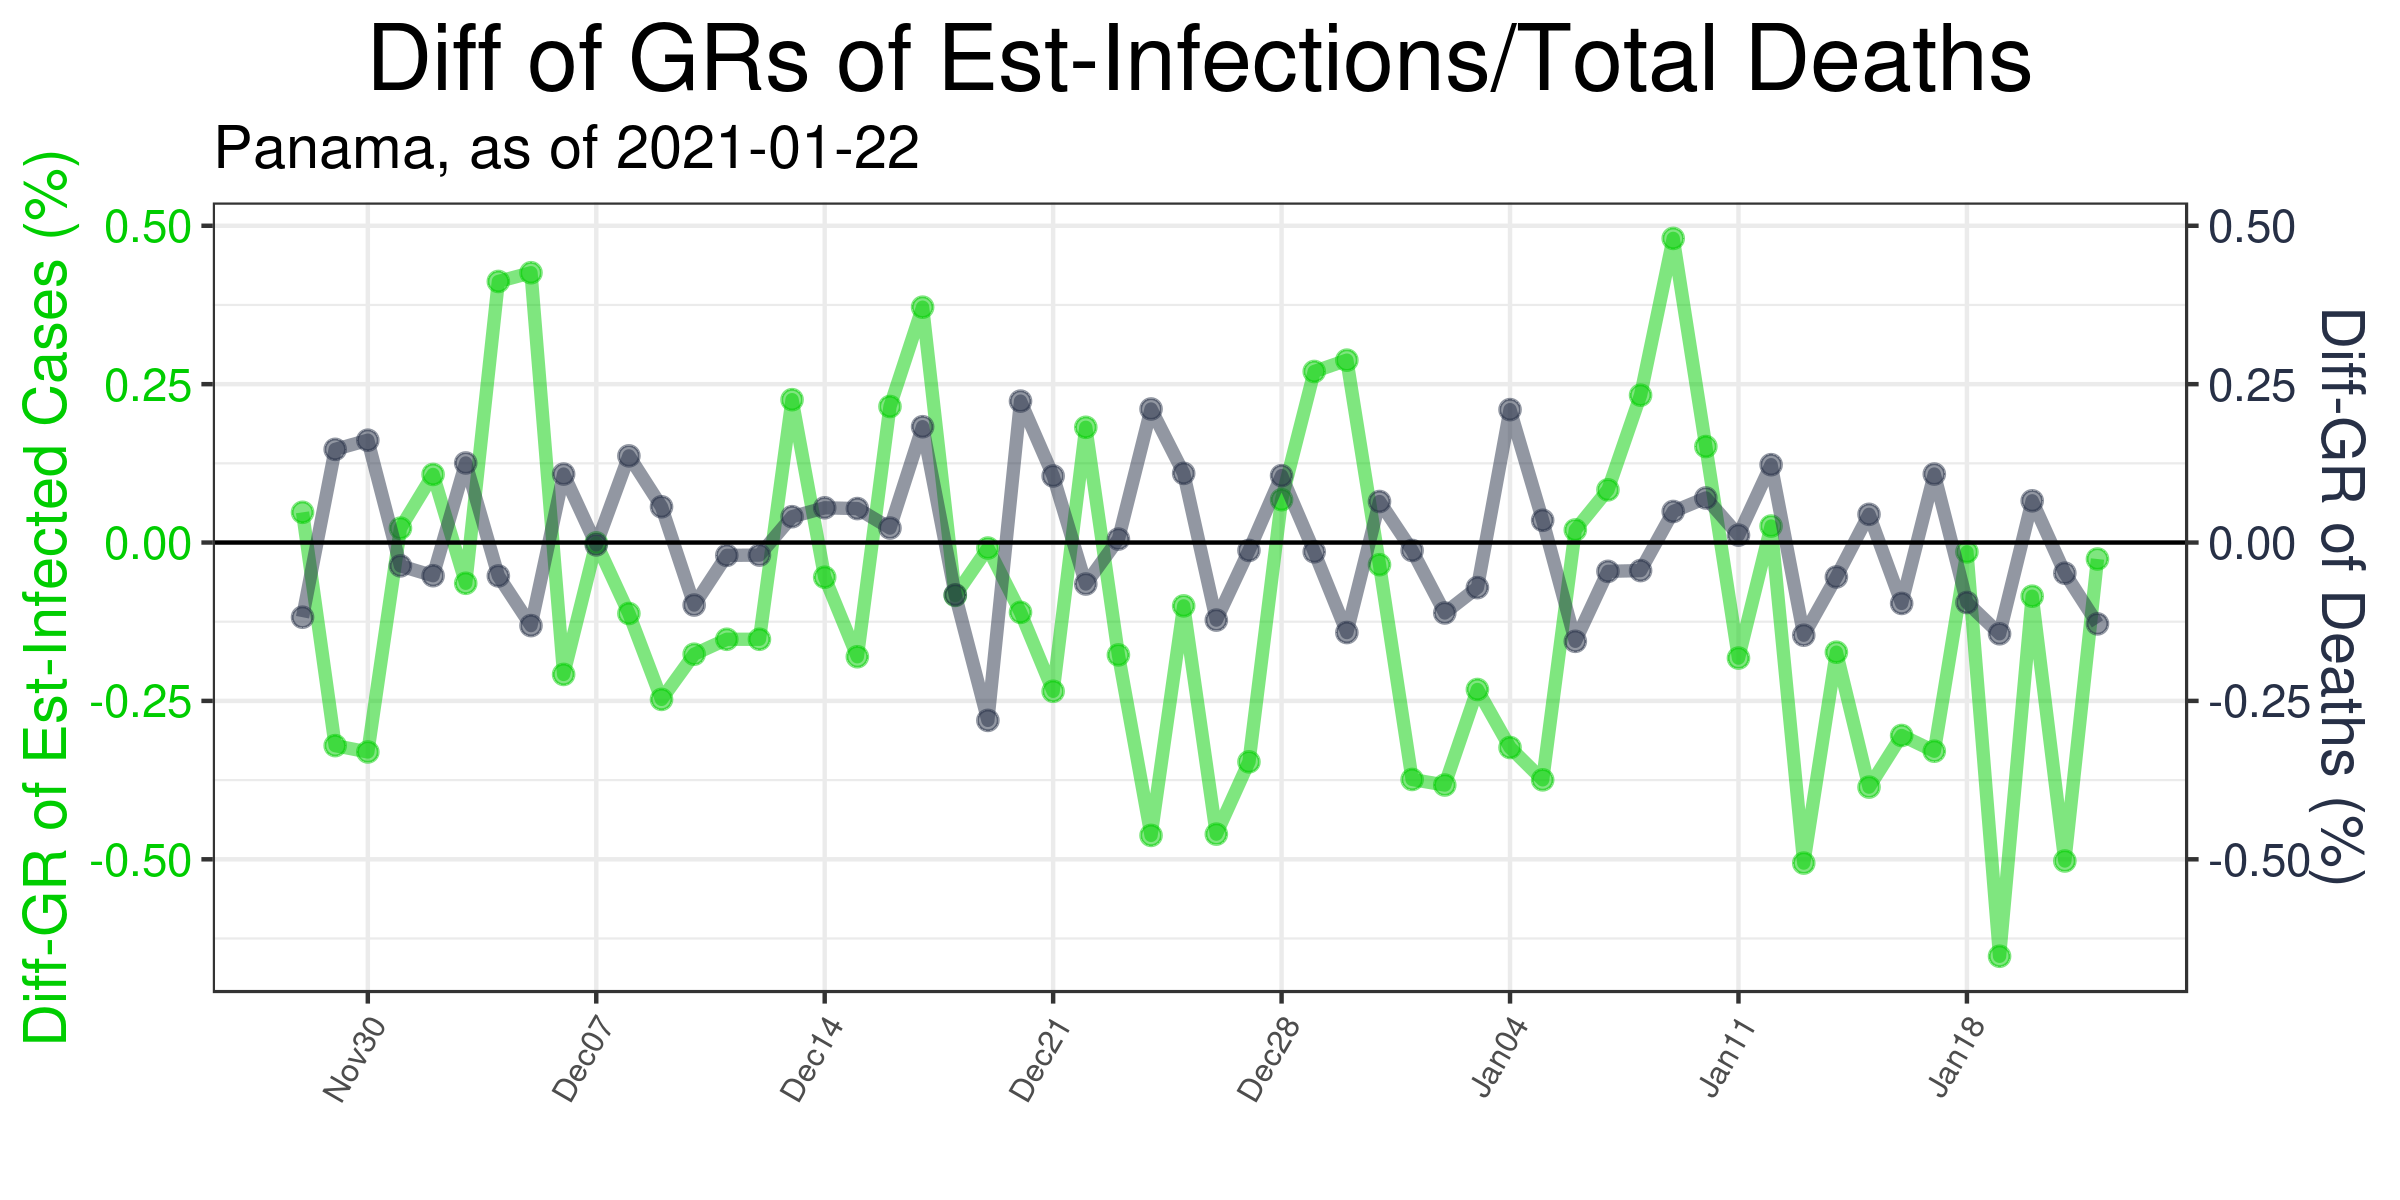 Diff of GRs of Est-Infections/Total Deaths
Panama, as of 2021-01-22
Diff-GR of Est-Infected Cases (%)
0.50
0.25
0.00
-0.25
-0.50
0.50
0.25
0.00
-0.25
-0.50
Diff-GR of Deaths (%)
Nov30
Dec07
Dec14
Dec21
Dec28
Jan04
Jan11
Jan18